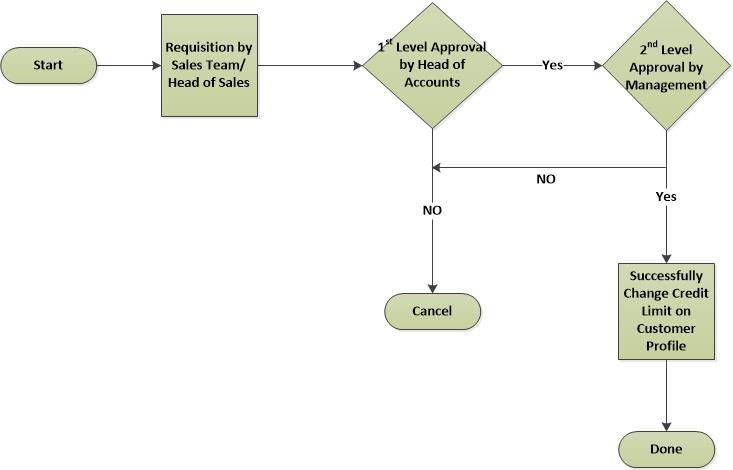 Start
Requisition by
Sales Team/
Head of Sales
1st Level Approval
by Head of
Accounts
Yes
2nd Level
Approval by
Management
NO
Yes
NO
Successfully
Change Credit
Limit on
Customer
Profile
Cancel
Done